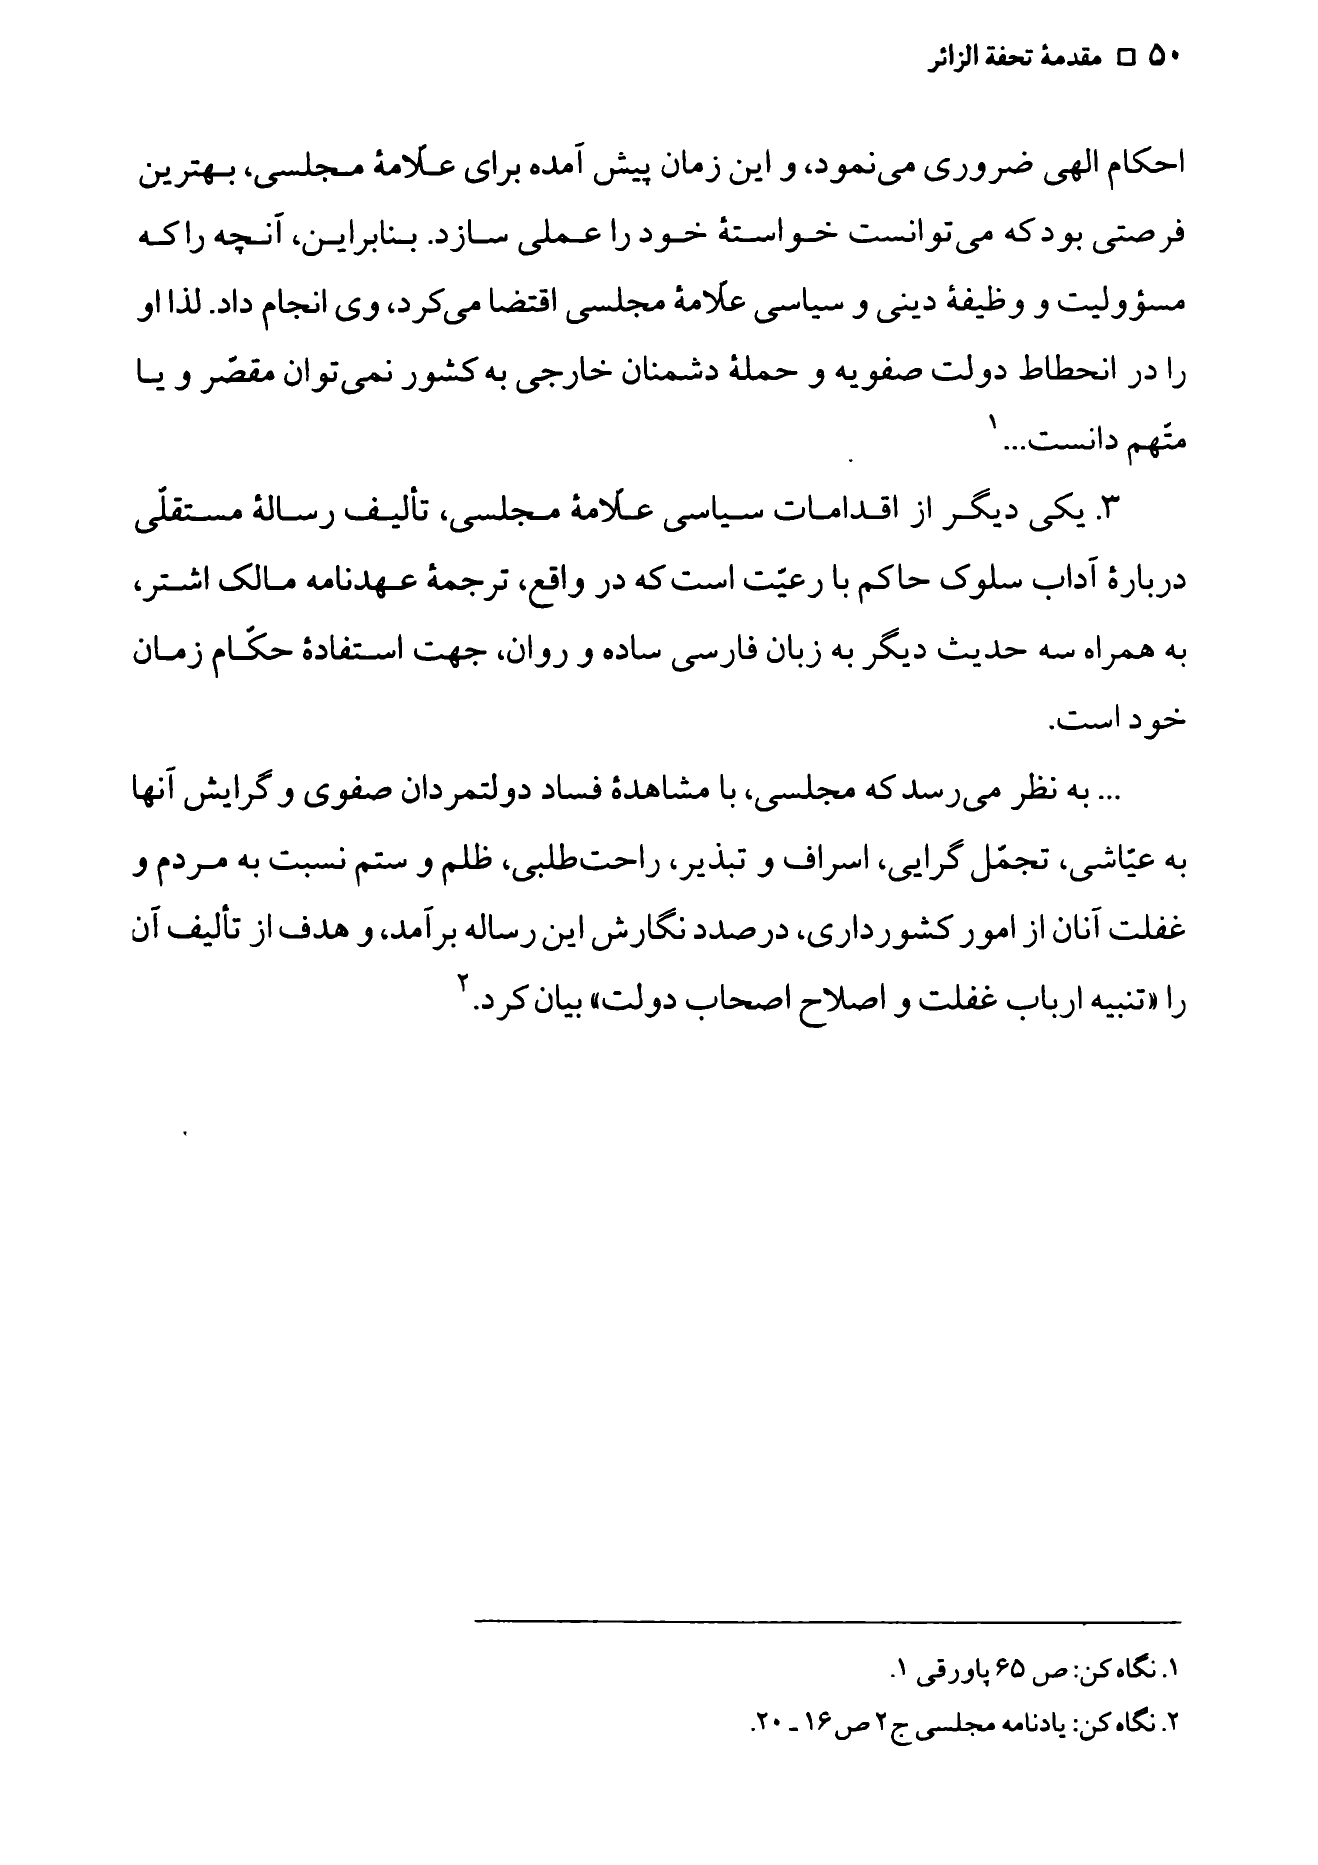 ۵۰ □ مقدمهٔ تحفة الزائر
احکام الهی ضروری می‌نمود، و این زمان پیش آمده برای علّامهٔ مجلسی، بهترین
فرصتی بود که می‌توانست خواستهٔ خود را عملی سازد. بنابراین، آنچه را که
مسؤولیت و وظیفهٔ دینی و سیاسی علّامهٔ مجلسی اقتضا می‌کرد، وی انجام داد. لذا او
را در انحطاط دولت صفویه و حملهٔ دشمنان خارجی به کشور نمی‌توان مقصّر و یا
متّهم دانست...۱
۳. یکی دیگر از اقدامات سیاسی علّامهٔ مجلسی، تألیف رسالهٔ مستقلّی
دربارهٔ آداب سلوک حاکم با رعیّت است که در واقع، ترجمهٔ عهدنامه مالک اشتر،
به همراه سه حدیث دیگر به زبان فارسی ساده و روان، جهت استفادهٔ حکّام زمان
خود است.
... به نظر می‌رسد که مجلسی، با مشاهدهٔ فساد دولتمردان صفوی و گرایش آنها
به عیّاشی، تجمّل گرایی، اسراف و تبذیر، راحت‌طلبی، ظلم و ستم نسبت به مردم و
غفلت آنان از امور کشورداری، درصدد نگارش این رساله برآمد، و هدف از تألیف آن
را «تنبیه ارباب غفلت و اصلاح اصحاب دولت» بیان کرد.۲
۱. نگاه کن: ص ۶۵ پاورقی ۱.
۲. نگاه کن: یادنامه مجلسی ج ۲ ص ۱۶ ـ ۲۰.